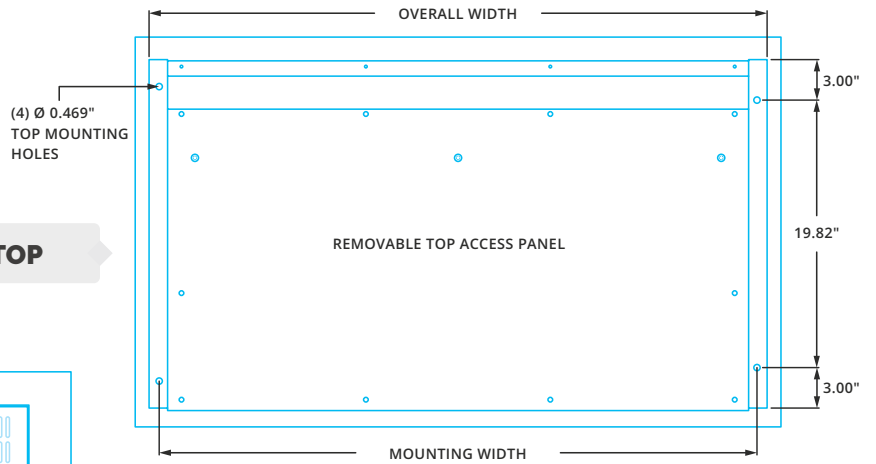 OVERALL WIDTH
3.00"
(4) Ø 0.469"
TOP MOUNTING
HOLES
19.82"
REMOVABLE TOP ACCESS PANEL
TOP
3.00"
MOUNTING WIDTH